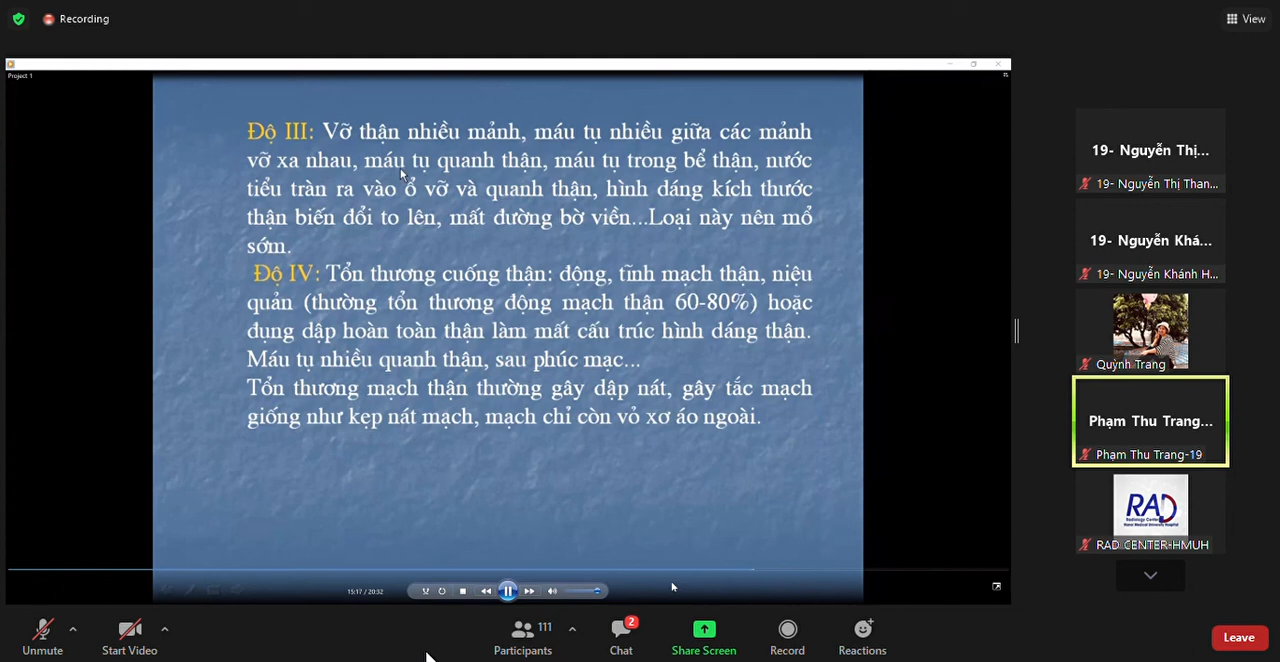 Recording
View
Project 1
Độ III: Vỡ thận nhiều mảnh, máu tụ nhiều giữa các mảnh
vỡ xa nhau, máu tụ quanh thận, máu tụ trong bể thận, nước
tiểu tràn ra vào ổ vỡ và quanh thận, hình dáng kích thước
thận biến đổi to lên, mất đường bờ viền...Loại này nên mổ
sớm.
Độ IV: Tổn thương cuống thận: động, tĩnh mạch thận, niệu
quản (thường tổn thương động mạch thận 60-80%) hoặc
đụng dập hoàn toàn thận làm mất cấu trúc hình dáng thận.
Máu tụ nhiều quanh thận, sau phúc mạc...
Tổn thương mạch thận thường gây dập nát, gây tắc mạch
giống như kẹp nát mạch, mạch chỉ còn vỏ xơ áo ngoài.
15:17 / 20:32
19- Nguyễn Thị...
19- Nguyễn Thị Than...
19- Nguyễn Khá...
19- Nguyễn Khánh H...
Quỳnh Trang
Phạm Thu Trang...
Phạm Thu Trang-19
RAD
Radiology Center
Hanoi Medical University Hospital
RAD CENTER-HMUH
Unmute
Start Video
111
Participants
2
Chat
Share Screen
Record
Reactions
Leave